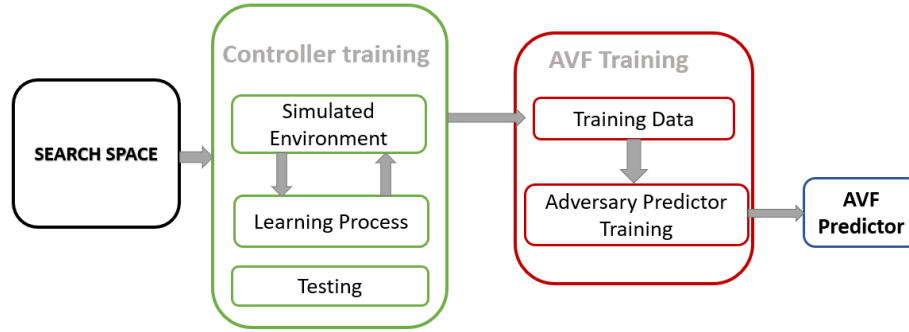 SEARCH SPACE
Controller training
Simulated
Environment
Learning Process
Testing
AVF Training
Training Data
Adversary Predictor
Training
AVF
Predictor